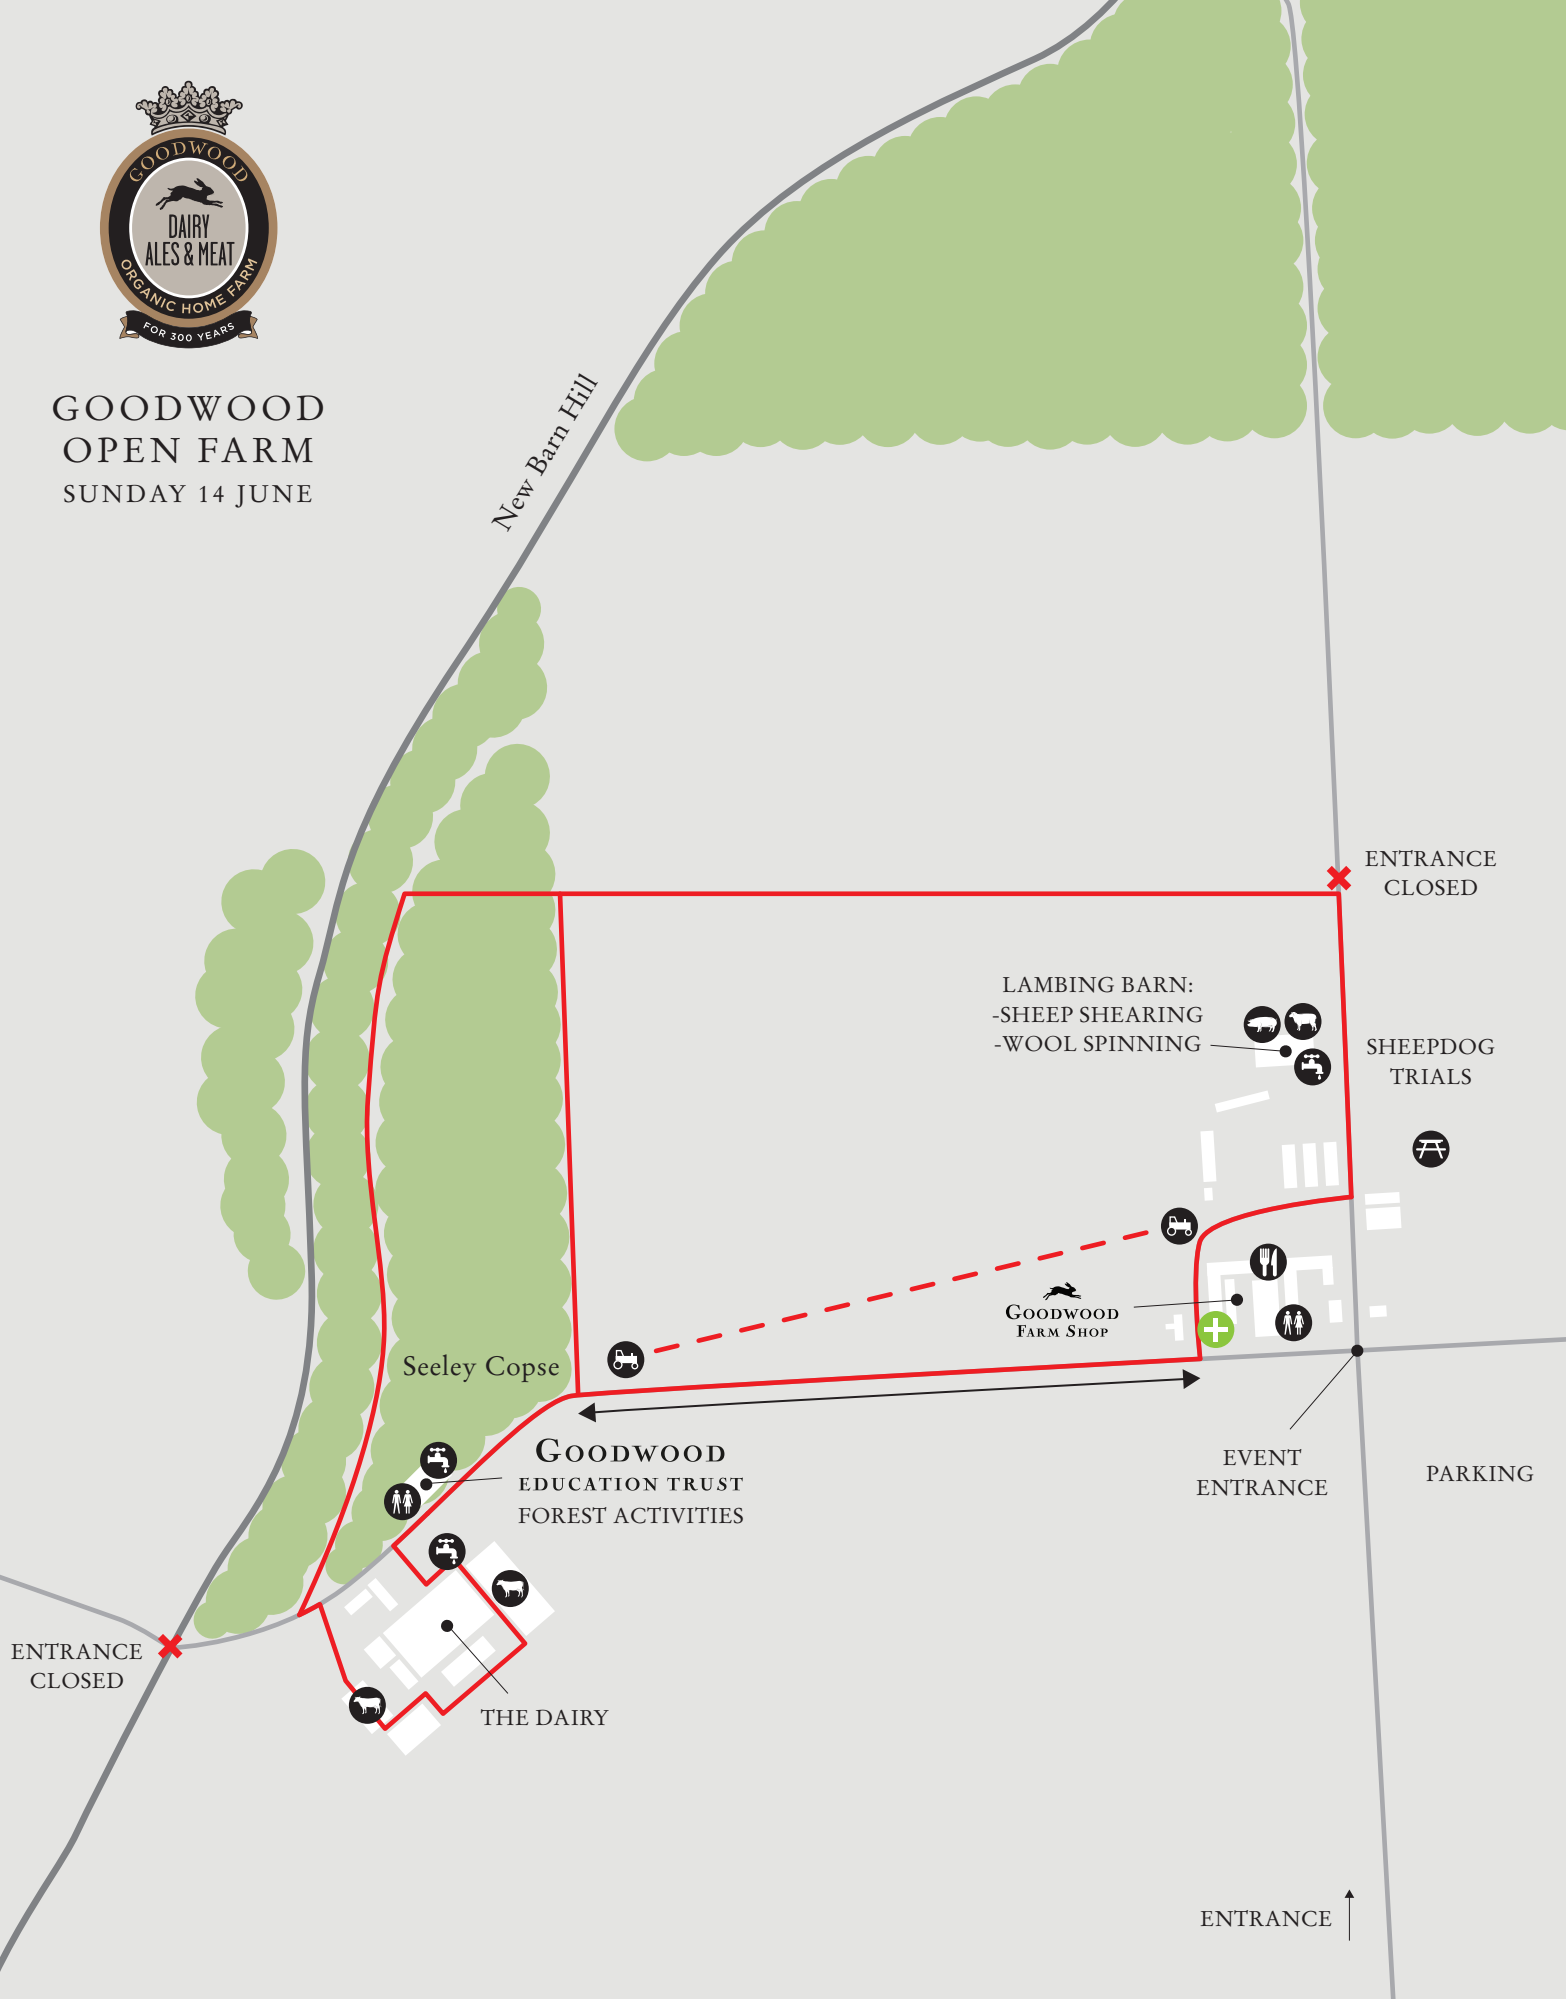 GOODWOOD
DAIRY
ALES & MEAT
ORGANIC HOME FARM
FOR 300 YEARS
GOODWOOD
OPEN FARM
SUNDAY 14 JUNE
New Barn Hill
ENTRANCE
CLOSED
LAMBING BARN:
-SHEEP SHEARING
-WOOL SPINNING
SHEEPDOG
TRIALS
GOODWOOD
FARM SHOP
Seeley Copse
GOODWOOD
EDUCATION TRUST
FOREST ACTIVITIES
EVENT
ENTRANCE
PARKING
ENTRANCE
CLOSED
THE DAIRY
ENTRANCE